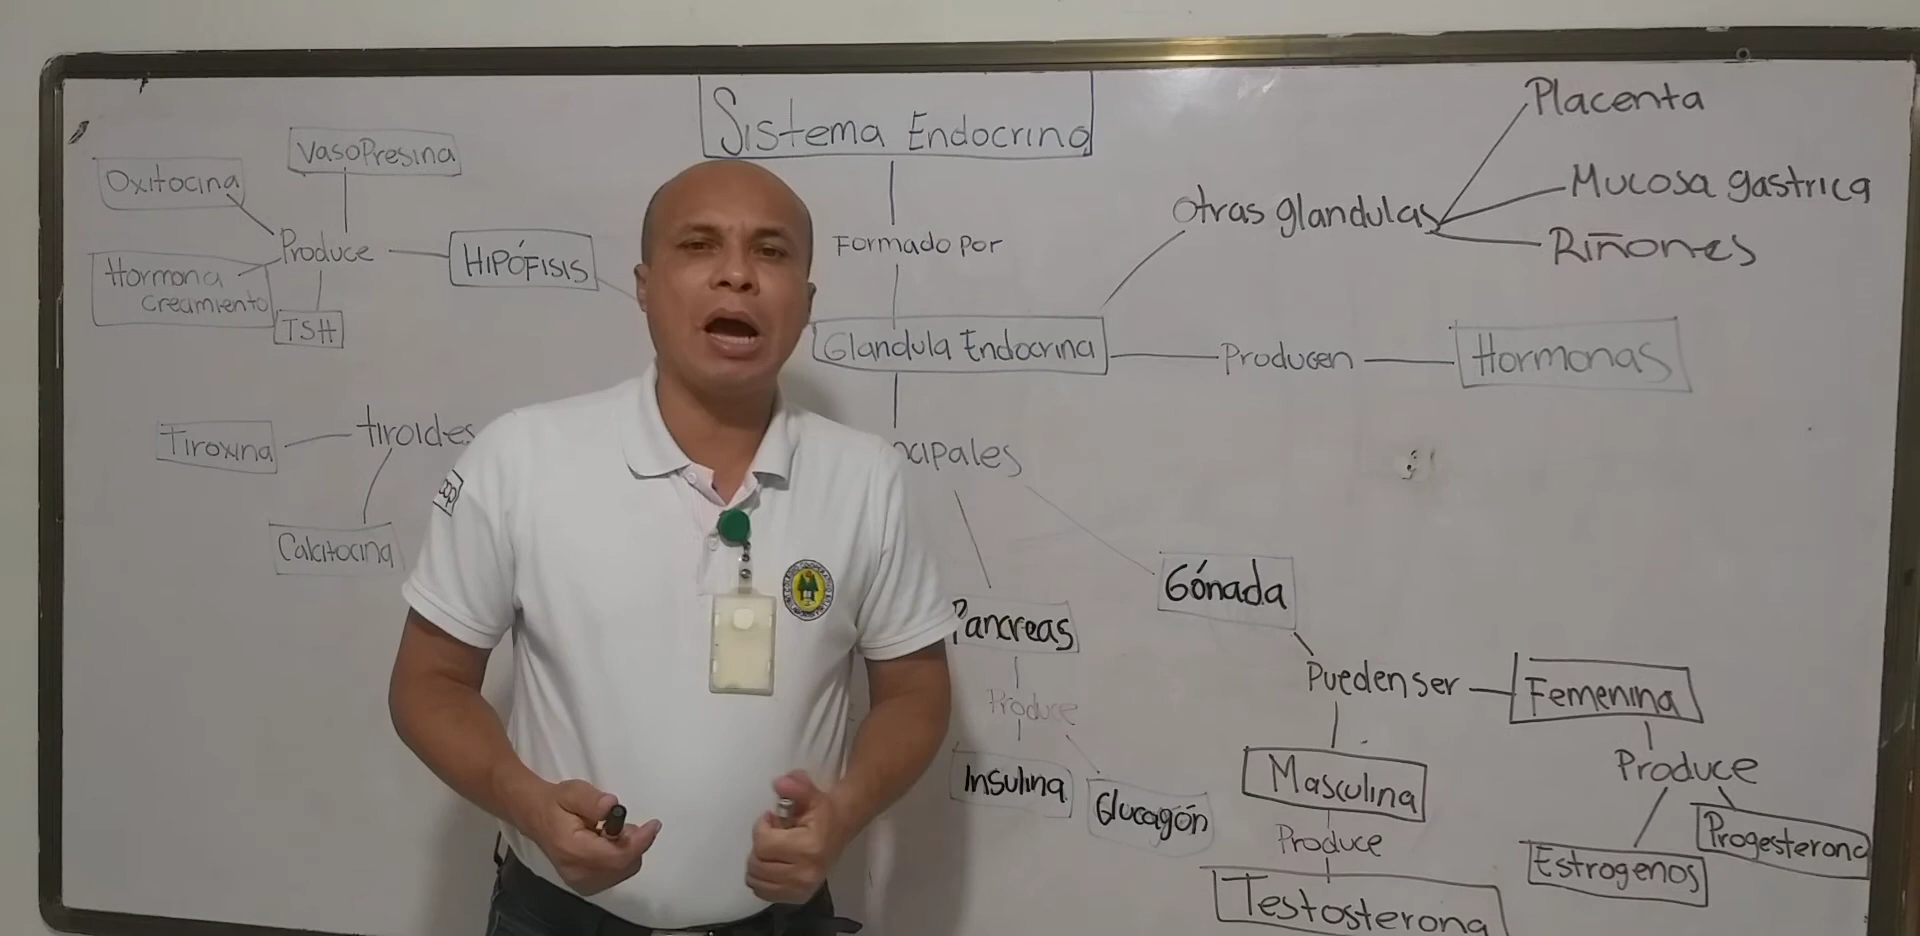 Sistema Endocrino
Formado Por
Glandula Endocrina
Producen
Hormonas
otras glandulas
Placenta
Mucosa gastrica
Riñones
HIPÓFISIS
Produce
VasoPresina
Oxitocina
Hormona
Crecimiento
TSH
tiroides
Tiroxina
Calcitocina
ncipales
Pancreas
Produce
Insulina
Glucagón
Gónada
Pueden ser
Femenina
Produce
Estrogenos
Progesterona
Masculina
Produce
Testosterona